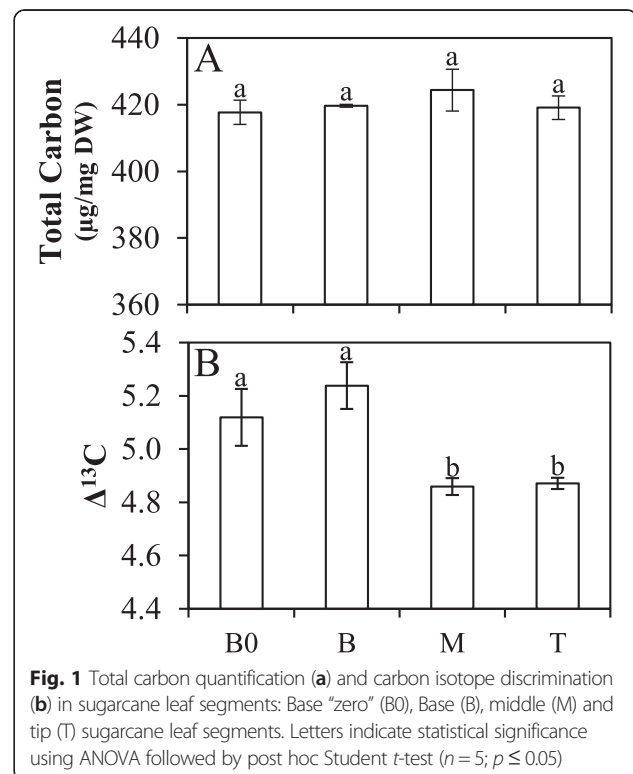 A
Total Carbon
(µg/mg DW)
440
420
400
380
360
a
a
a
a
B
Δ¹³C
5.4
5.2
5.0
4.8
4.6
4.4
a
a
b
b
B0 B M T
Fig. 1 Total carbon quantification (a) and carbon isotope discrimination
(b) in sugarcane leaf segments: Base “zero” (B0), Base (B), middle (M) and
tip (T) sugarcane leaf segments. Letters indicate statistical significance
using ANOVA followed by post hoc Student t-test (n = 5; p ≤ 0.05)